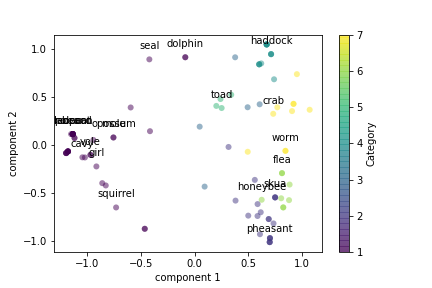 haddock
dolphin
seal
toad
crab
opossum
mole
vole
cavy
girl
worm
flea
squirrel
honeybee
skua
pheasant
1.0
0.5
0.0
−0.5
−1.0
component 2
−1.0
−0.5
0.0
0.5
1.0
component 1
7
6
5
4
3
2
1
Category